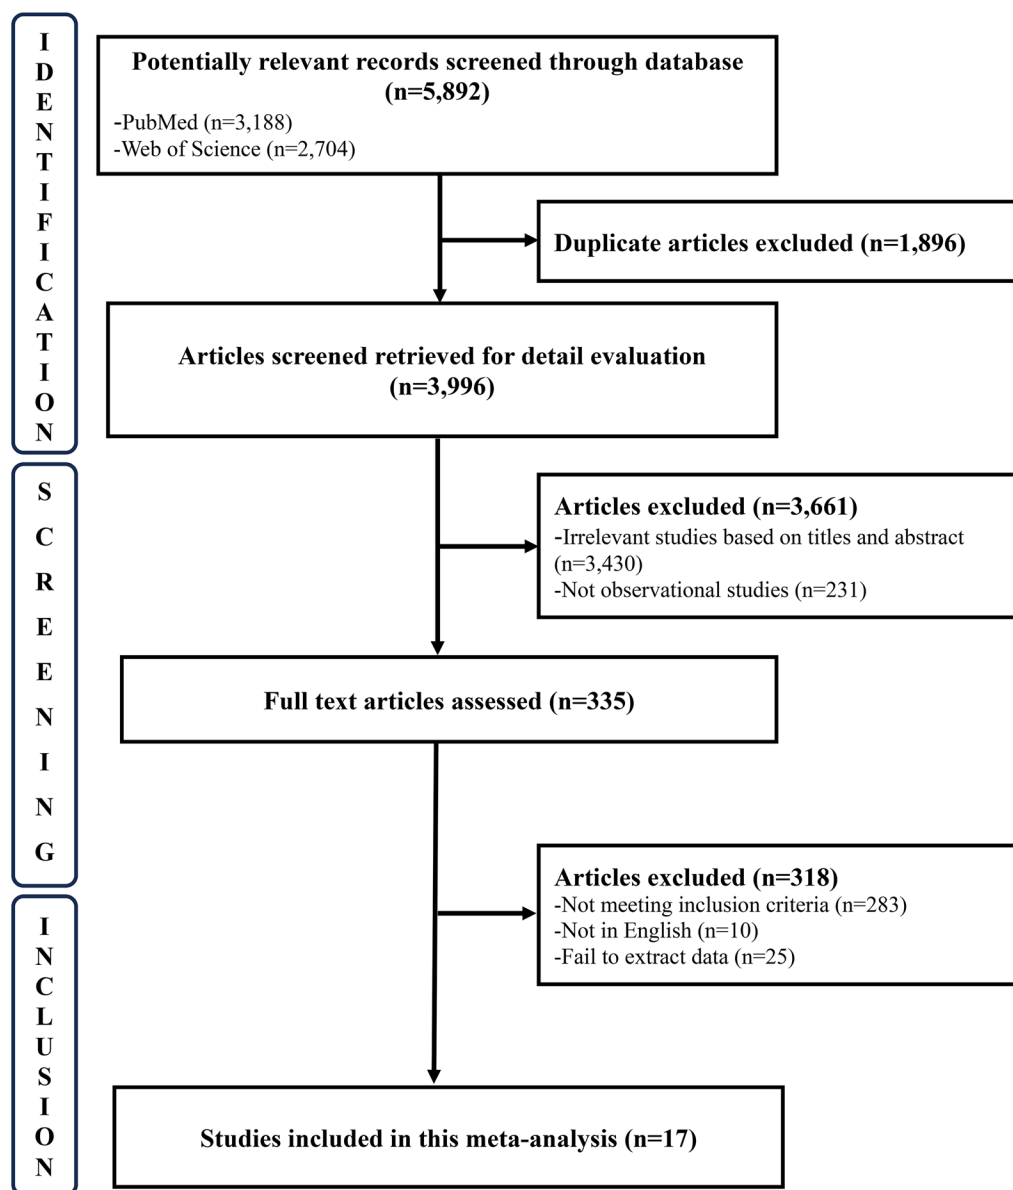 IDENTIFICATION
Potentially relevant records screened through database
(n=5,892)
-PubMed (n=3,188)
-Web of Science (n=2,704)
Duplicate articles excluded (n=1,896)
Articles screened retrieved for detail evaluation
(n=3,996)
SCREENING
Articles excluded (n=3,661)
-Irrelevant studies based on titles and abstract
(n=3,430)
-Not observational studies (n=231)
Full text articles assessed (n=335)
INCLUSION
Articles excluded (n=318)
-Not meeting inclusion criteria (n=283)
-Not in English (n=10)
-Fail to extract data (n=25)
Studies included in this meta-analysis (n=17)